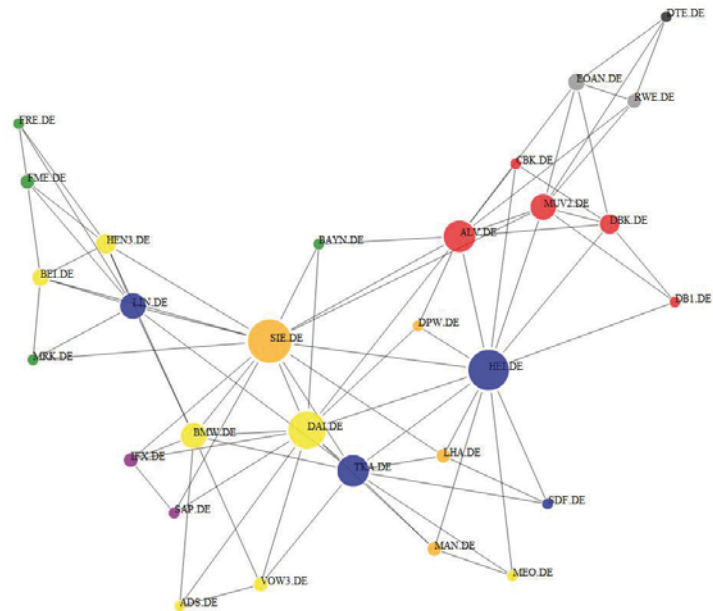 DTE.DE
EOAN.DE
RWE.DE
FRE.DE
CBK.DE
FME.DE
MUV2.DE
DBK.DE
ALV.DE
HEN3.DE
BAYN.DE
BEI.DE
DB1.DE
LIN.DE
DPW.DE
SIE.DE
MRK.DE
HEI.DE
DAI.DE
BMW.DE
LHA.DE
IFX.DE
TKA.DE
SDF.DE
SAP.DE
MAN.DE
MEO.DE
VOW3.DE
ADS.DE